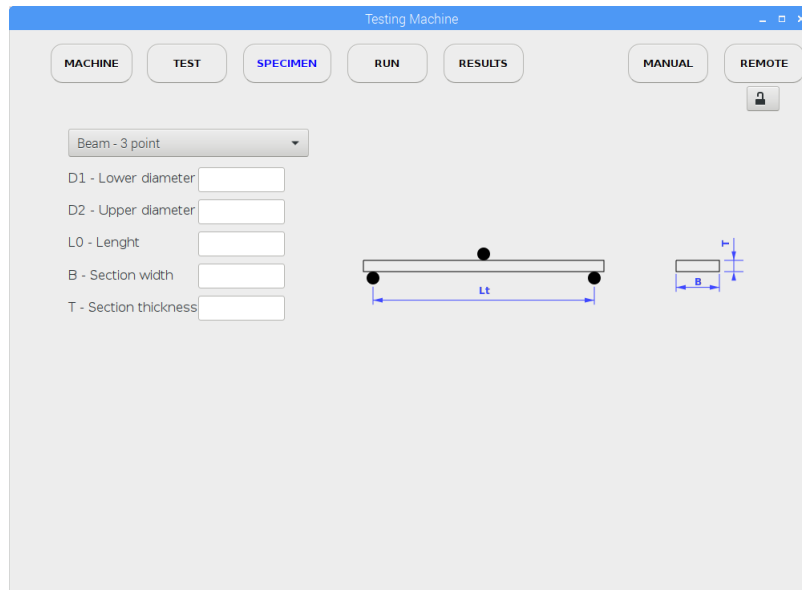 Testing Machine
MACHINE TEST SPECIMEN RUN RESULTS MANUAL REMOTE
Beam - 3 point
D1 - Lower diameter
D2 - Upper diameter
L0 - Lenght
B - Section width
T - Section thickness
Lt
B
T